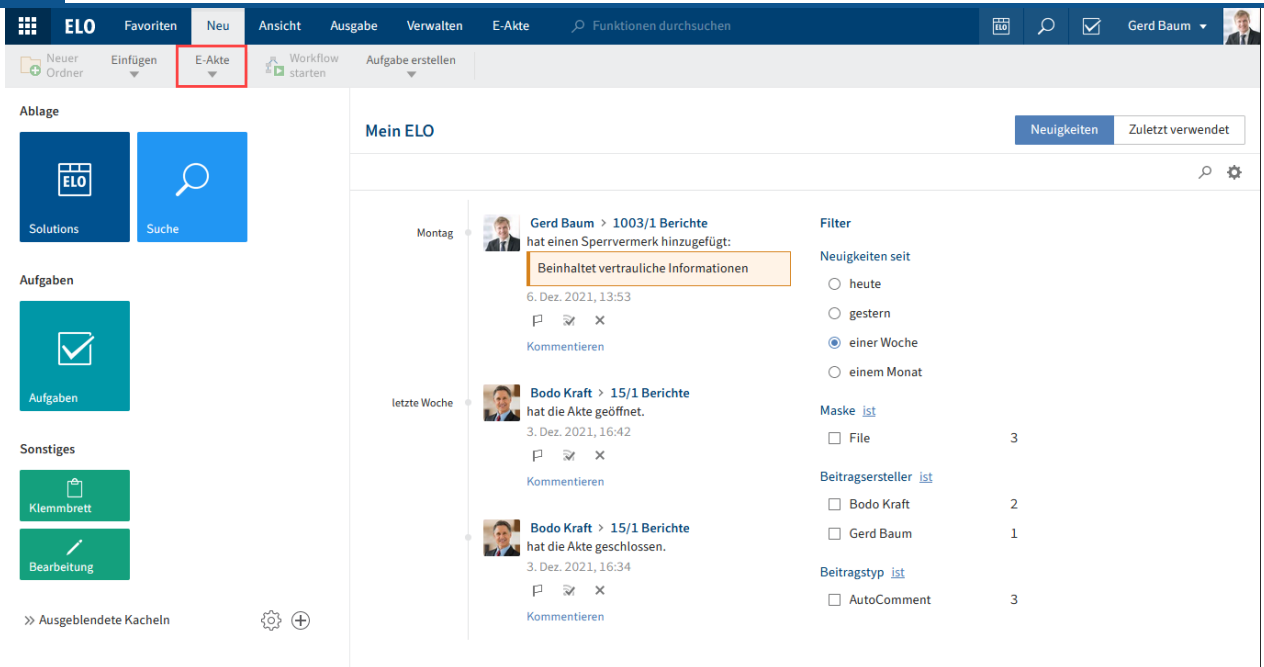 ELO Favoriten Neu Ansicht Ausgabe Verwalten E-Akte Funktionen durchsuchen ELO Gerd Baum
Neuer Ordner Einfügen E-Akte Workflow starten Aufgabe erstellen
Ablage
ELO
Solutions
Suche
Aufgaben
Aufgaben
Sonstiges
Klemmbrett
Bearbeitung
Ausgeblendete Kacheln
Mein ELO
Neuigkeiten Zuletzt verwendet
Montag
Gerd Baum > 1003/1 Berichte
hat einen Sperrvermerk hinzugefügt:
Beinhaltet vertrauliche Informationen
6. Dez. 2021, 13:53
Kommentieren
letzte Woche
Bodo Kraft > 15/1 Berichte
hat die Akte geöffnet.
3. Dez. 2021, 16:42
Kommentieren
Bodo Kraft > 15/1 Berichte
hat die Akte geschlossen.
3. Dez. 2021, 16:34
Kommentieren
Filter
Neuigkeiten seit
heute
gestern
einer Woche
einem Monat
Maske ist
File 3
Beitragsersteller ist
Bodo Kraft 2
Gerd Baum 1
Beitragstyp ist
AutoComment 3